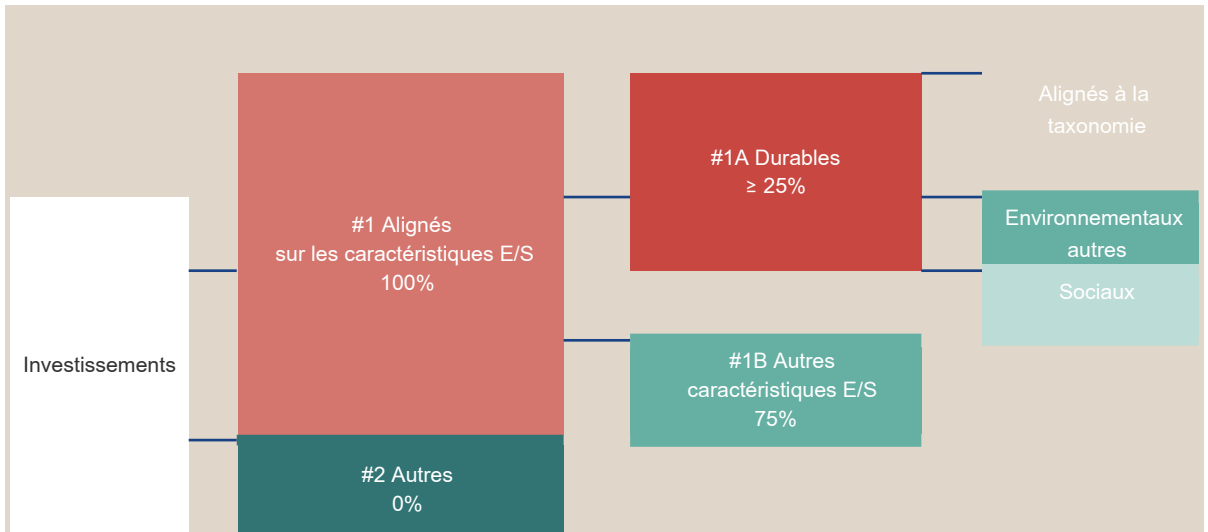 Investissements
#1 Alignés
sur les caractéristiques E/S
100%
#2 Autres
0%
#1A Durables
≥ 25%
#1B Autres
caractéristiques E/S
75%
Alignés à la
taxonomie
Environnementaux
autres
Sociaux